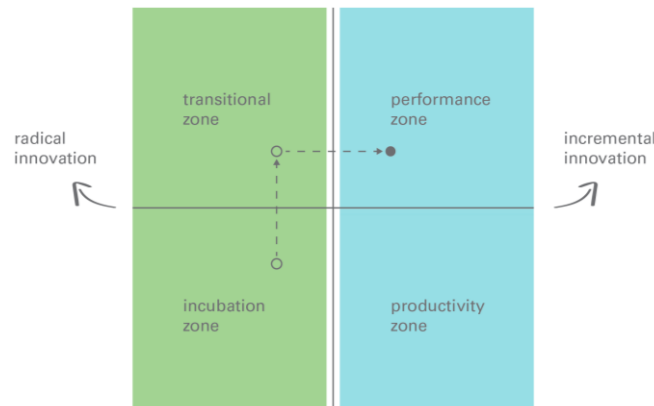 transitional
zone
performance
zone
radical
innovation
incremental
innovation
incubation
zone
productivity
zone